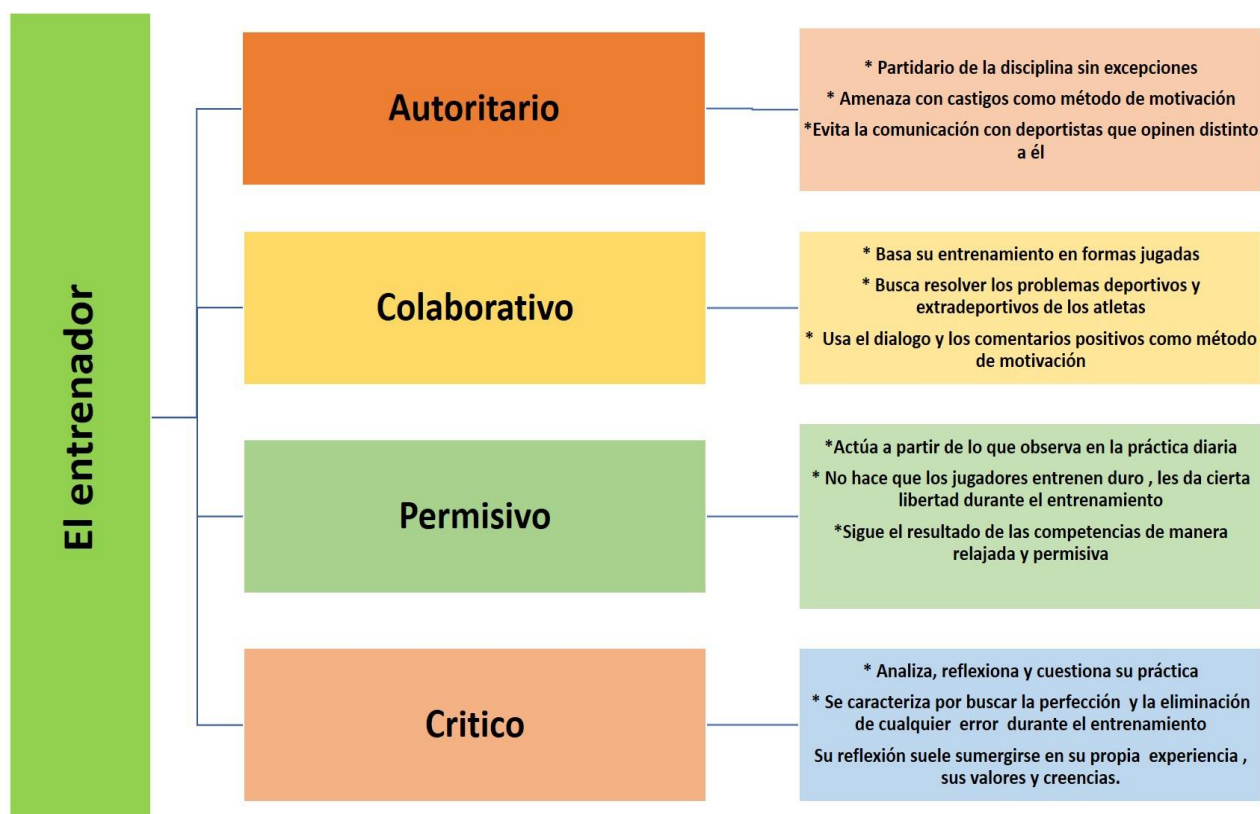 El entrenador
Autoritario
* Partidario de la disciplina sin excepciones
* Amenaza con castigos como método de motivación
*Evita la comunicación con deportistas que opinen distinto
a él
Colaborativo
* Basa su entrenamiento en formas jugadas
* Busca resolver los problemas deportivos y
extradeportivos de los atletas
* Usa el dialogo y los comentarios positivos como método
de motivación
Permisivo
*Actúa a partir de lo que observa en la práctica diaria
* No hace que los jugadores entrenen duro , les da cierta
libertad durante el entrenamiento
*Sigue el resultado de las competencias de manera
relajada y permisiva
Critico
* Analiza, reflexiona y cuestiona su práctica
* Se caracteriza por buscar la perfección y la eliminación
de cualquier error durante el entrenamiento
Su reflexión suele sumergirse en su propia experiencia ,
sus valores y creencias.